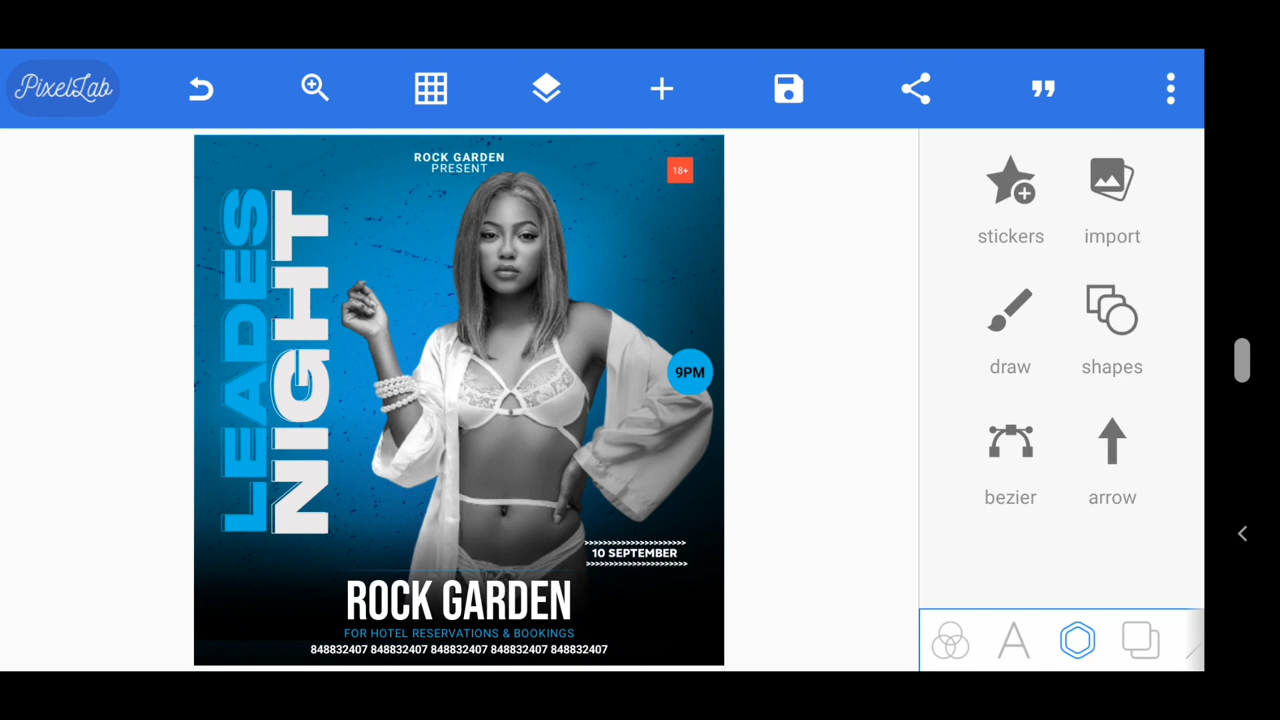 PixelLab
ROCK GARDEN
PRESENT
18+
LEADES
NIGHT
9PM
>>>>>>>>>>>>>>>>>>>>>>
10 SEPTEMBER
>>>>>>>>>>>>>>>>>>>>>>
ROCK GARDEN
FOR HOTEL RESERVATIONS & BOOKINGS
848832407 848832407 848832407 848832407 848832407
stickers
import
draw
shapes
bezier
arrow